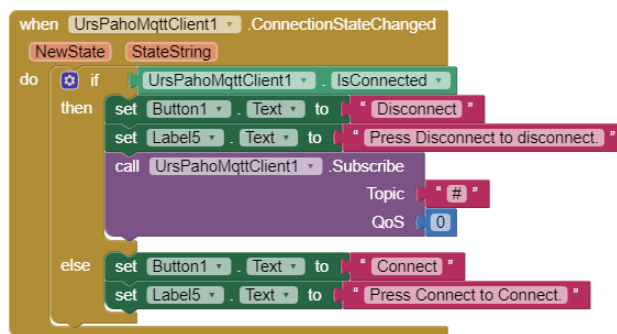 when UrsPahoMqttClient1 .ConnectionStateChanged
NewState StateString
do if UrsPahoMqttClient1 . IsConnected
then set Button1 . Text to " Disconnect "
set Label5 . Text to " Press Disconnect to disconnect. "
call UrsPahoMqttClient1 .Subscribe
Topic " # "
QoS 0
else set Button1 . Text to " Connect "
set Label5 . Text to " Press Connect to Connect. "